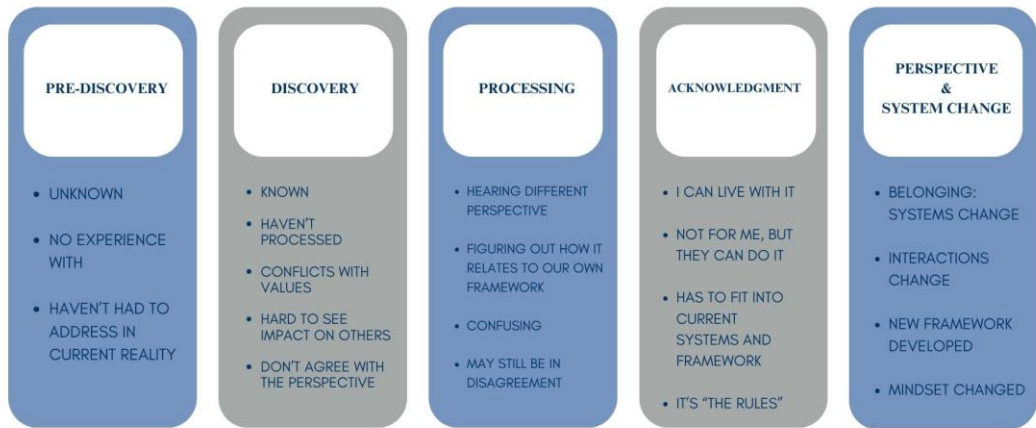 PRE-DISCOVERY
• UNKNOWN
• NO EXPERIENCE
WITH
• HAVEN'T HAD TO
ADDRESS IN
CURRENT REALITY
DISCOVERY
• KNOWN
• HAVEN'T
PROCESSED
• CONFLICTS WITH
VALUES
• HARD TO SEE
IMPACT ON OTHERS
• DON'T AGREE WITH
THE PERSPECTIVE
PROCESSING
• HEARING DIFFERENT
PERSPECTIVE
• FIGURING OUT HOW IT
RELATES TO OUR OWN
FRAMEWORK
• CONFUSING
• MAY STILL BE IN
DISAGREEMENT
ACKNOWLEDGMENT
• I CAN LIVE WITH IT
• NOT FOR ME, BUT
THEY CAN DO IT
• HAS TO FIT INTO
CURRENT
SYSTEMS AND
FRAMEWORK
• IT'S “THE RULES”
PERSPECTIVE
&
SYSTEM CHANGE
• BELONGING:
SYSTEMS CHANGE
• INTERACTIONS
CHANGE
• NEW FRAMEWORK
DEVELOPED
• MINDSET CHANGED